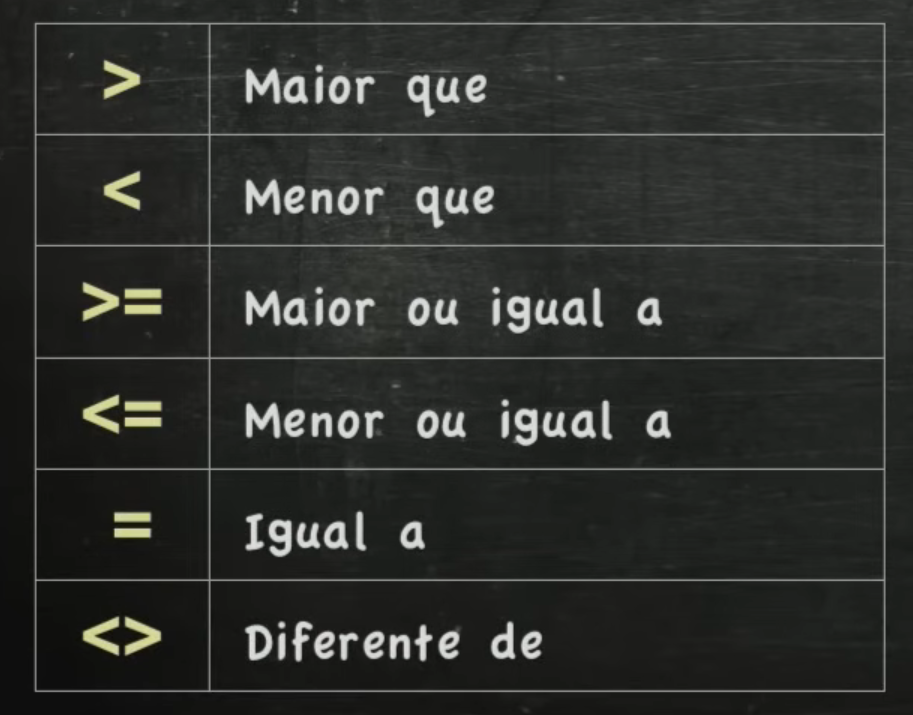 > Maior que
< Menor que
>= Maior ou igual a
<= Menor ou igual a
= Igual a
<> Diferente de